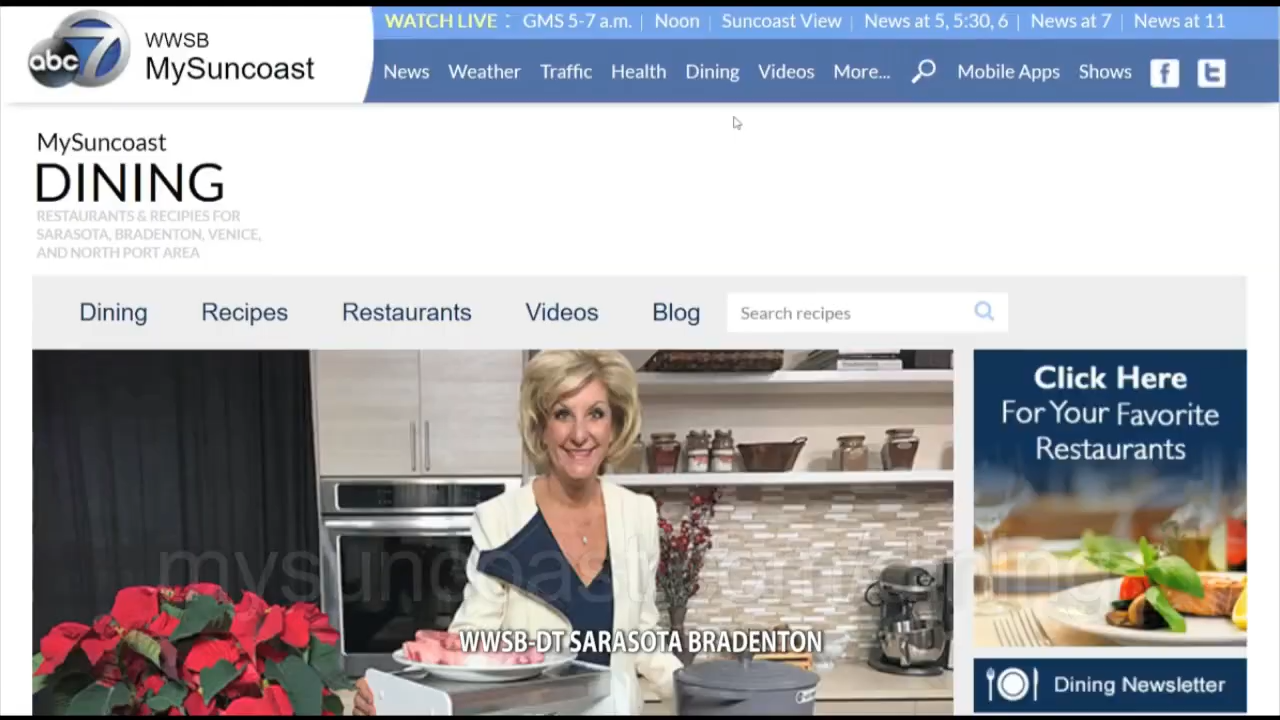 WATCH LIVE : GMS 5-7 a.m. | Noon | Suncoast View | News at 5, 5:30, 6 | News at 7 | News at 11
abc 7 WWSB
MySuncoast
News Weather Traffic Health Dining Videos More... Mobile Apps Shows f t
MySuncoast
DINING
RESTAURANTS & RECIPIES FOR
SARASOTA, BRADENTON, VENICE,
AND NORTH PORT AREA
Dining Recipes Restaurants Videos Blog Search recipes
Click Here
For Your Favorite
Restaurants
mysuncoast.com/dining
WWSB-DT SARASOTA BRADENTON
Dining Newsletter